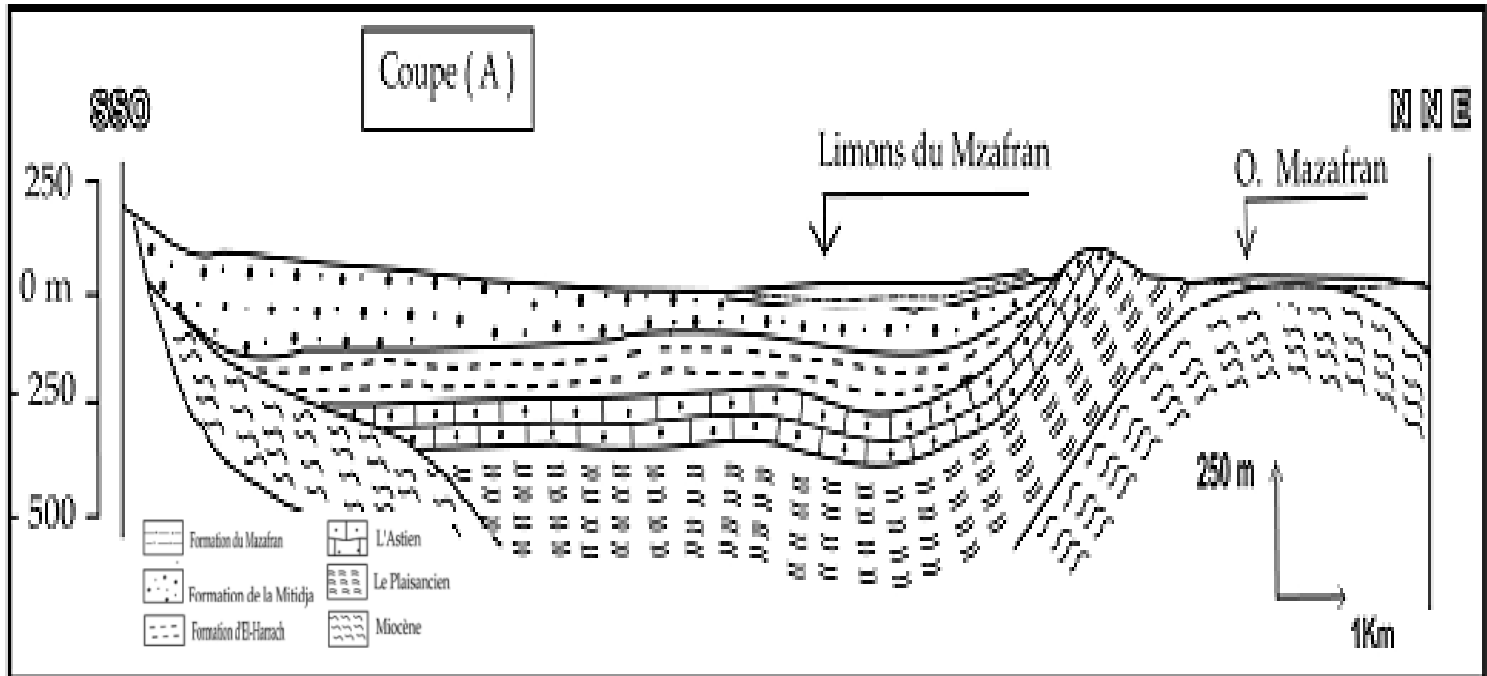 Coupe ( A )
SSO
N N E
Limons du Mzafran
O. Mazafran
250
0 m
- 250
- 500
250 m
1Km
Formation du Mazafran
Formation de la Mitidja
Formation d'El-Harrach
L'Astien
Le Plaisancien
Miocène